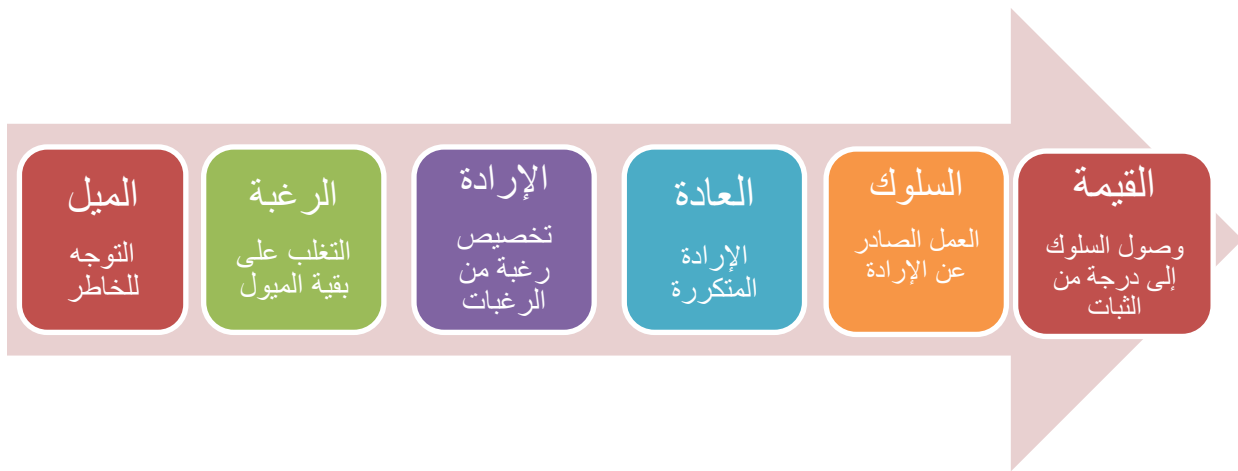 الميل
التوجه
للخاطر
الرغبة
التغلب على
بقية الميول
الإرادة
تخصيص
رغبة من
الرغبات
العادة
الإرادة
المتكررة
السلوك
العمل الصادر
عن الإرادة
القيمة
وصول السلوك
إلى درجة من
الثبات